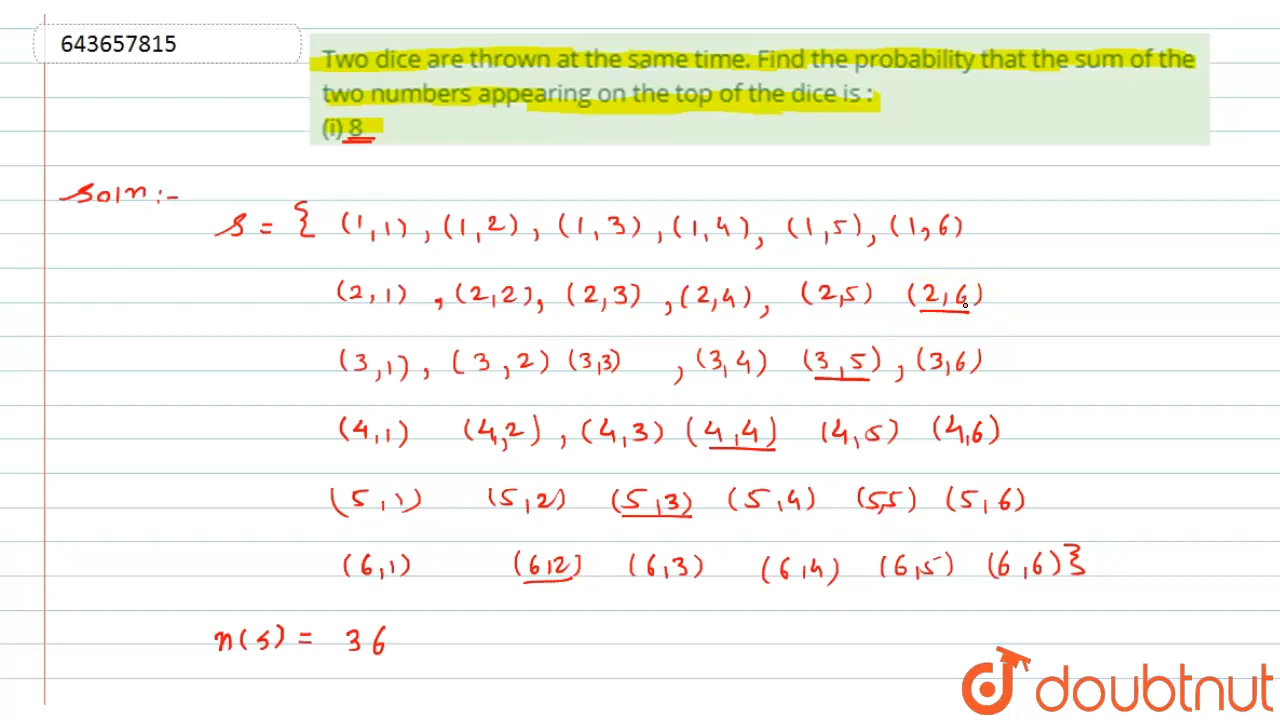 643657815
Two dice are thrown at the same time. Find the probability that the sum of the
two numbers appearing on the top of the dice is :
(i) 8
Soln :-
S = { (1,1) , (1,2) , (1,3) , (1,4) , (1,5) , (1,6)
(2,1) , (2,2) , (2,3) , (2,4) , (2,5) (2,6)
(3,1) , (3,2) (3,3) , (3,4) (3,5) , (3,6)
(4,1) (4,2) , (4,3) (4,4) (4,5) (4,6)
(5,1) (5,2) (5,3) (5,4) (5,5) (5,6)
(6,1) (6,2) (6,3) (6,4) (6,5) (6,6) }
n(s) = 36
doubtnut